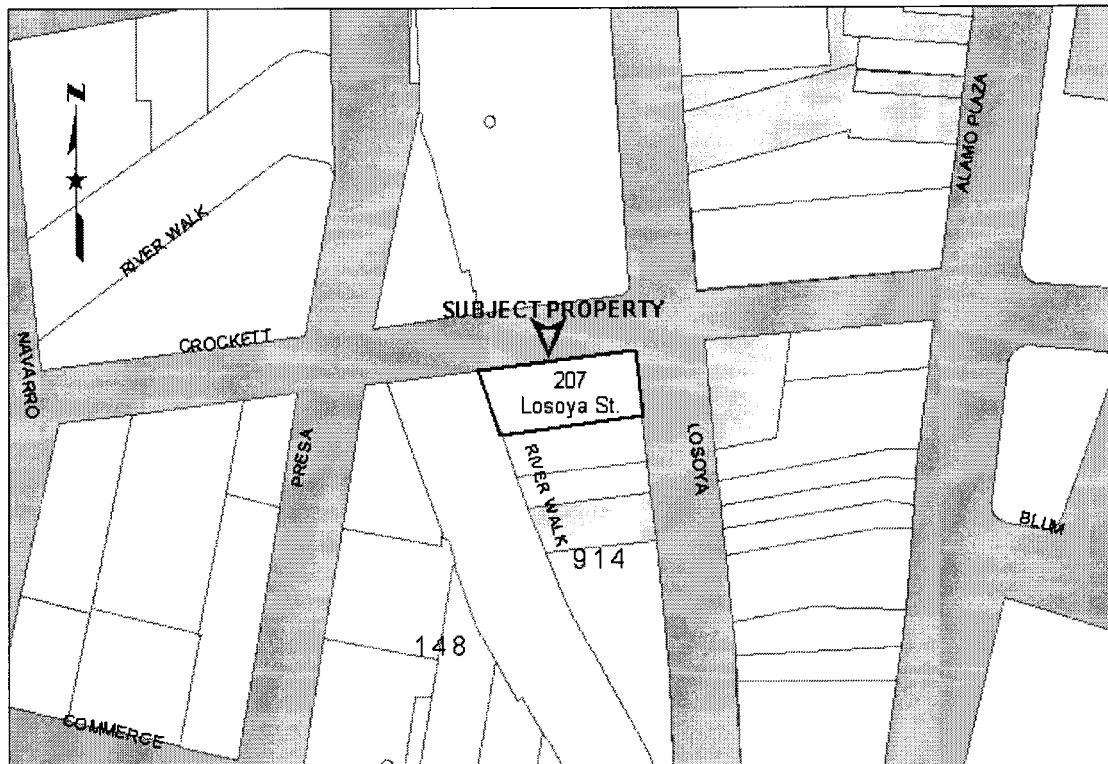 Z
ALAMO PLAZA
RIVER WALK
SUBJECT PROPERTY
CROCKETT
NAVARRO
207
Losoya St.
PRESA
LOSOYA
RIVER WALK
BLUM
914
148
COMMERCE